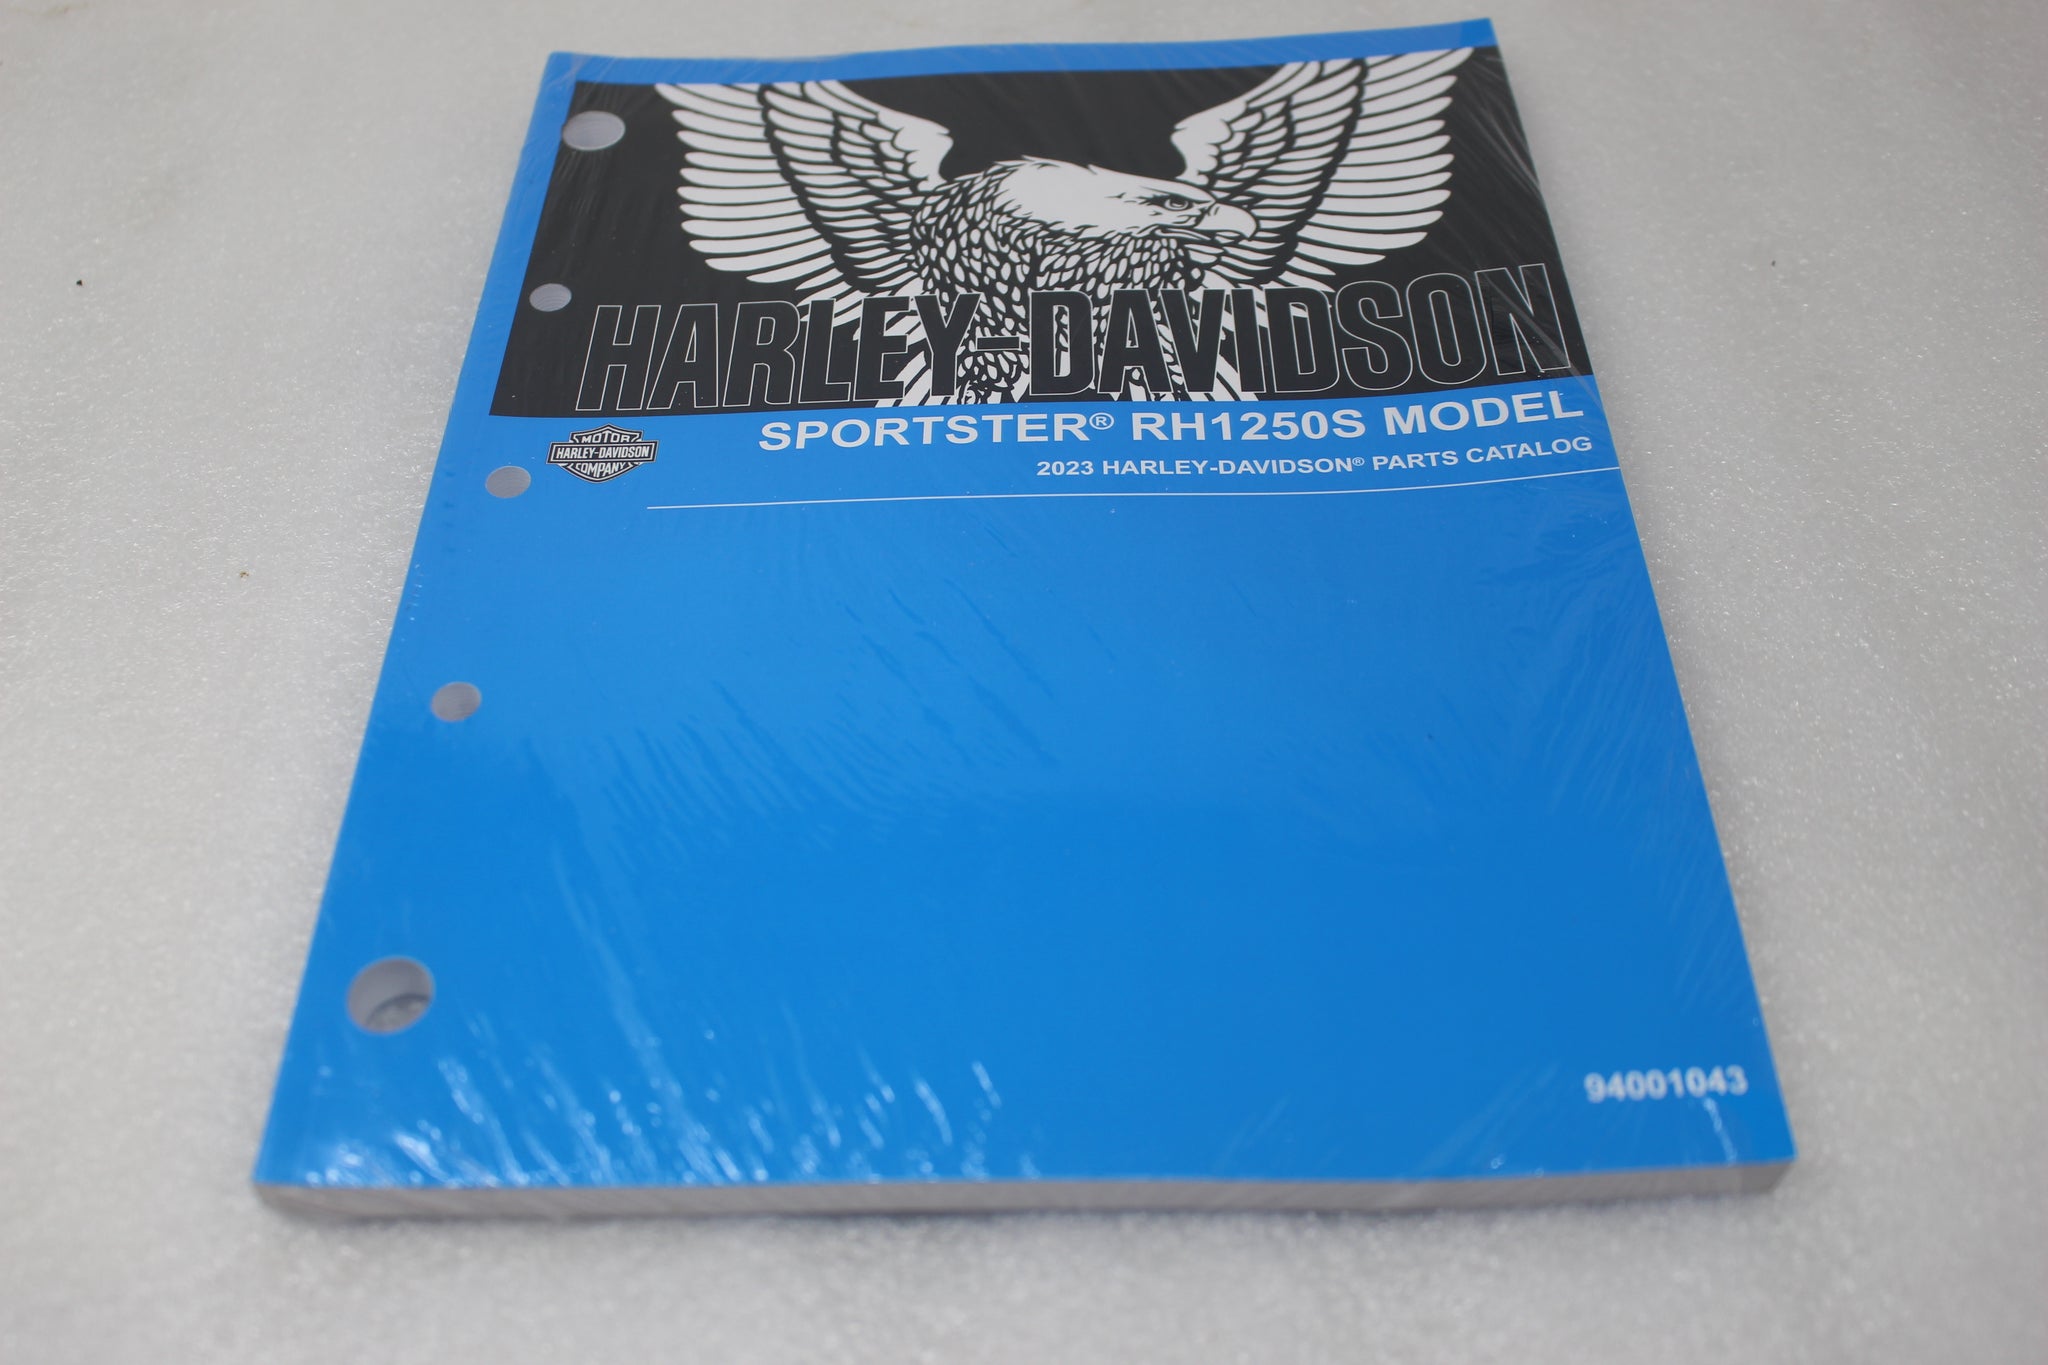 HARLEY-DAVIDSON
SPORTSTER® RH1250S MODEL
MOTOR
HARLEY-DAVIDSON
COMPANY
2023 HARLEY-DAVIDSON® PARTS CATALOG
94001043